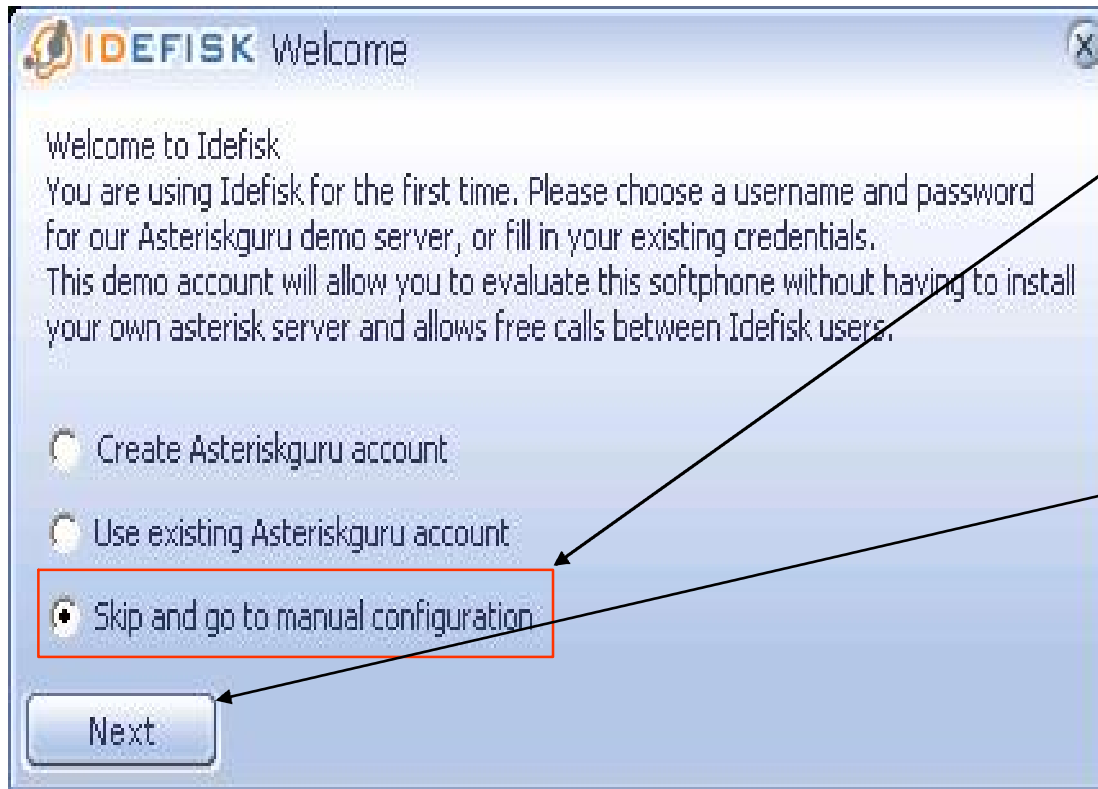 IDEFISK Welcome
Welcome to Idefisk
You are using Idefisk for the first time. Please choose a username and password
for our Asteriskguru demo server, or fill in your existing credentials.
This demo account will allow you to evaluate this softphone without having to install
your own asterisk server and allows free calls between Idefisk users.
Create Asteriskguru account
Use existing Asteriskguru account
Skip and go to manual configuration
Next